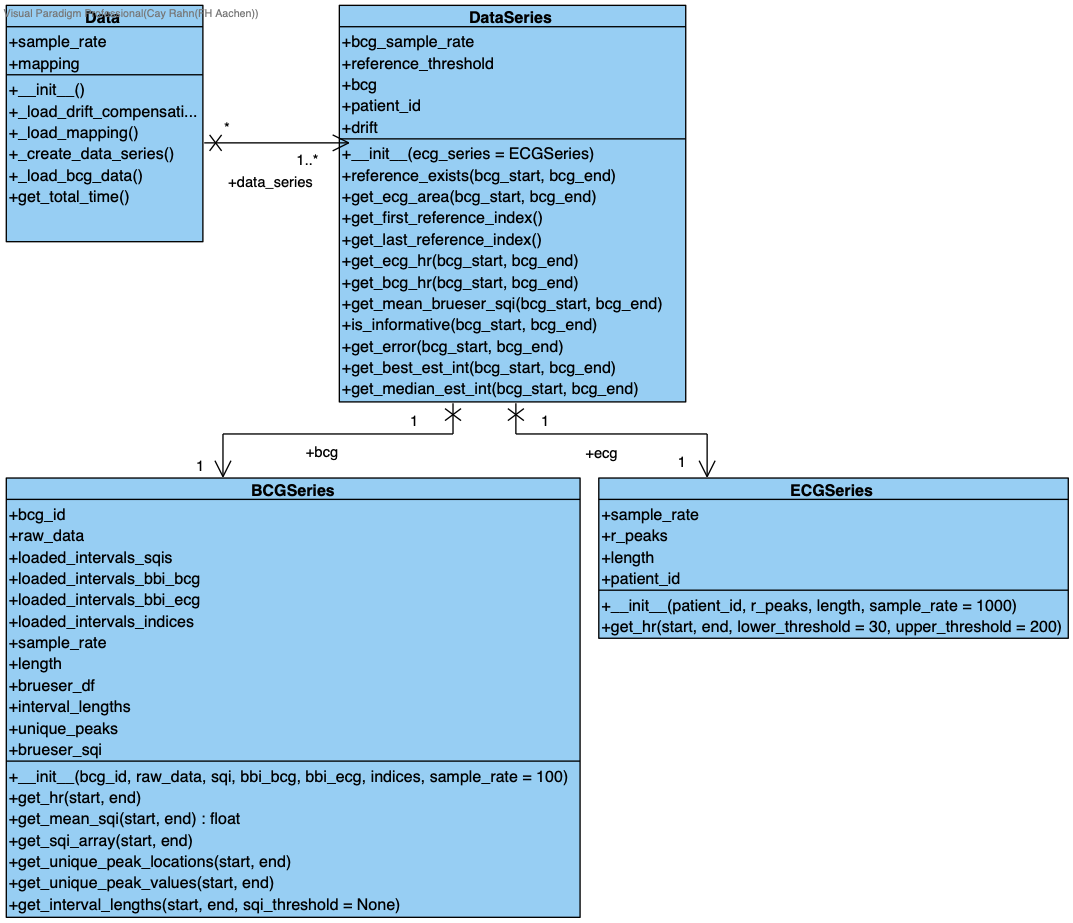 Visual Paradigm Professional(Cay Rahn(FH Aachen))
Data
+sample_rate
+mapping
+__init__()
+_load_drift_compensati...
+_load_mapping()
+_create_data_series()
+_load_bcg_data()
+get_total_time()
*
1..*
+data_series
DataSeries
+bcg_sample_rate
+reference_threshold
+bcg
+patient_id
+drift
+__init__(ecg_series = ECGSeries)
+reference_exists(bcg_start, bcg_end)
+get_ecg_area(bcg_start, bcg_end)
+get_first_reference_index()
+get_last_reference_index()
+get_ecg_hr(bcg_start, bcg_end)
+get_bcg_hr(bcg_start, bcg_end)
+get_mean_brueser_sqi(bcg_start, bcg_end)
+is_informative(bcg_start, bcg_end)
+get_error(bcg_start, bcg_end)
+get_best_est_int(bcg_start, bcg_end)
+get_median_est_int(bcg_start, bcg_end)
1
1
+bcg
+ecg
1
1
BCGSeries
+bcg_id
+raw_data
+loaded_intervals_sqis
+loaded_intervals_bbi_bcg
+loaded_intervals_bbi_ecg
+loaded_intervals_indices
+sample_rate
+length
+brueser_df
+interval_lengths
+unique_peaks
+brueser_sqi
+__init__(bcg_id, raw_data, sqi, bbi_bcg, bbi_ecg, indices, sample_rate = 100)
+get_hr(start, end)
+get_mean_sqi(start, end) : float
+get_sqi_array(start, end)
+get_unique_peak_locations(start, end)
+get_unique_peak_values(start, end)
+get_interval_lengths(start, end, sqi_threshold = None)
ECGSeries
+sample_rate
+r_peaks
+length
+patient_id
+__init__(patient_id, r_peaks, length, sample_rate = 1000)
+get_hr(start, end, lower_threshold = 30, upper_threshold = 200)